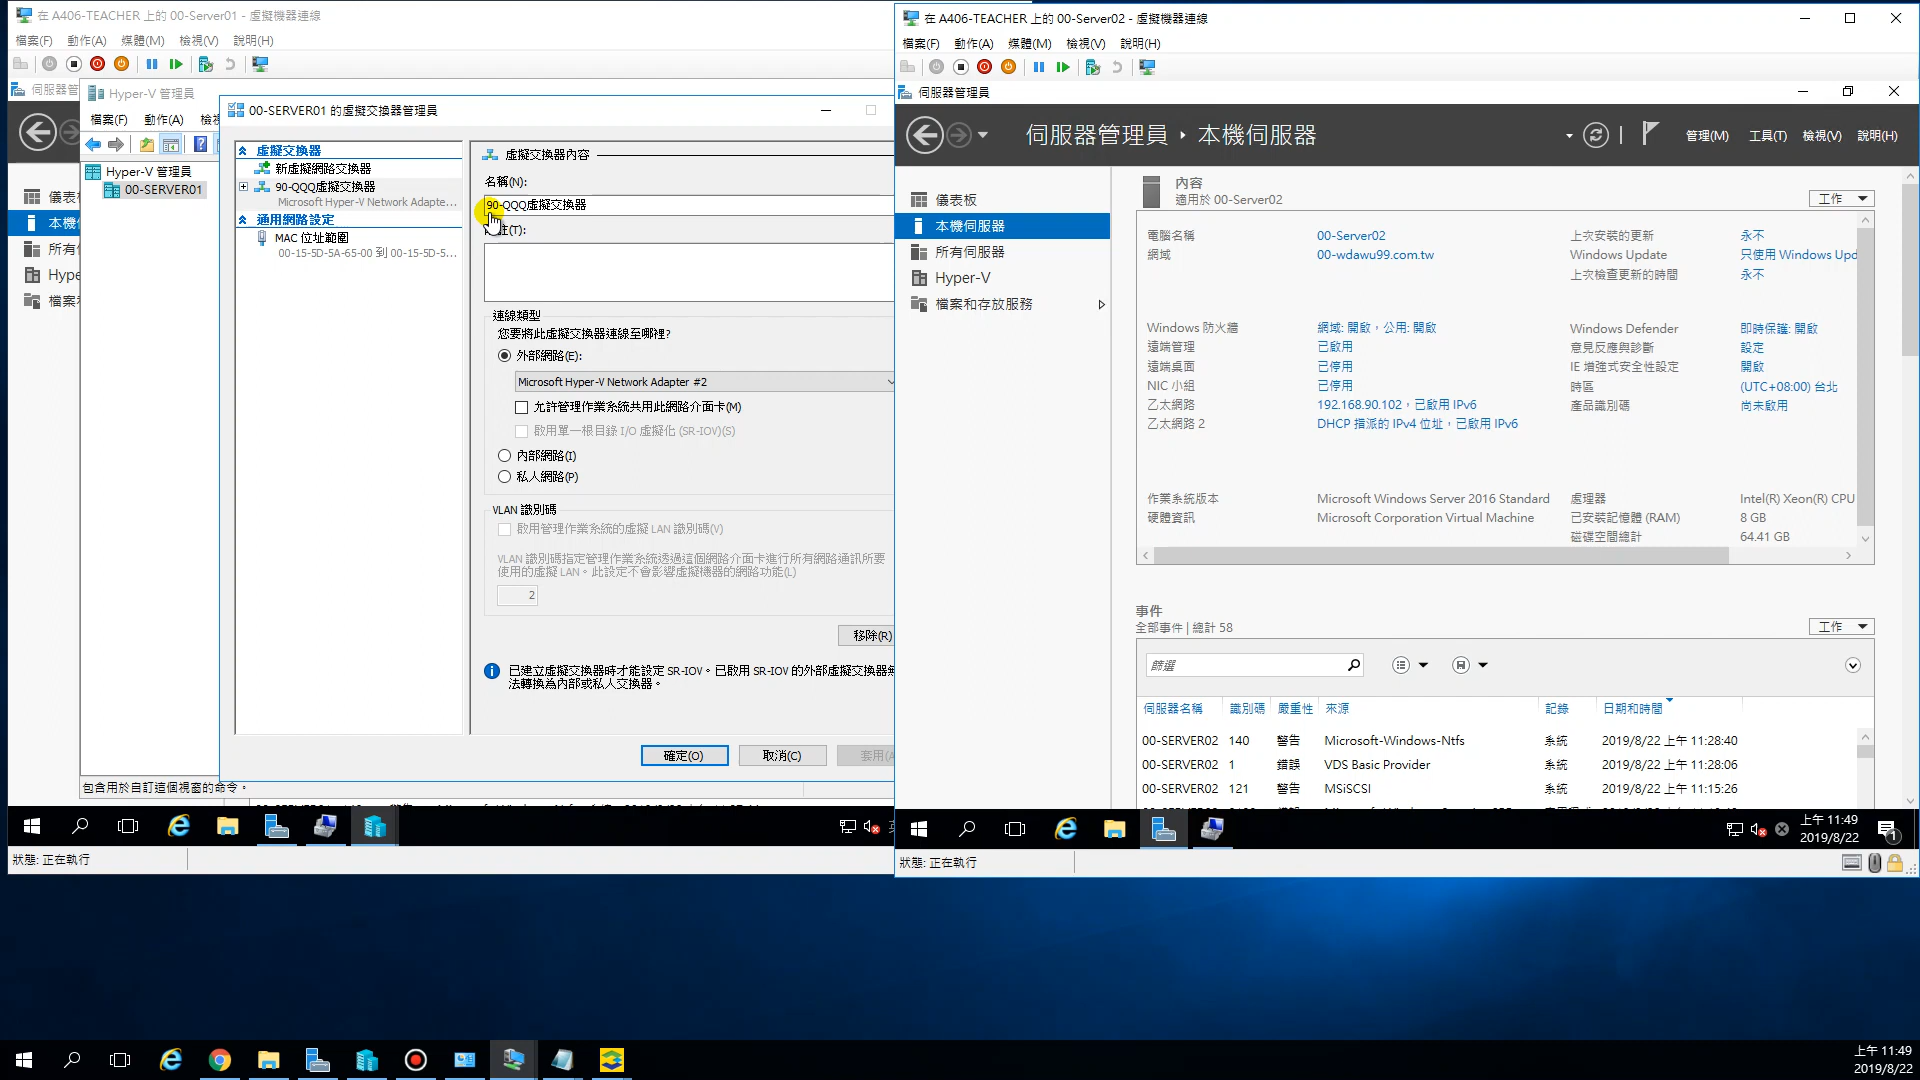 在 A406-TEACHER 上的 00-Server01 - 虛擬機器連線
檔案(F) 動作(A) 媒體(M) 檢視(V) 說明(H)
伺服器管
Hyper-V 管理員
檔案(F) 動作(A) 檢視
Hyper-V 管理員
00-SERVER01
儀表板
本機
所有
Hype
檔案和
包含用於自訂這個視窗的命令。
狀態: 正在執行
00-SERVER01 的虛擬交換器管理員
虛擬交換器
新虛擬網路交換器
90-QQQ虛擬交換器
Microsoft Hyper-V Network Adapte...
通用網路設定
MAC 位址範圍
00-15-5D-5A-65-00 到 00-15-5D-5...
虛擬交換器內容
名稱(N):
90-QQQ虛擬交換器
註(T):
連線類型
您要將此虛擬交換器連線至哪裡?
外部網路(E):
Microsoft Hyper-V Network Adapter #2
允許管理作業系統共用此網路介面卡(M)
啟用單一根目錄 I/O 虛擬化 (SR-IOV)(S)
內部網路(I)
私人網路(P)
VLAN 識別碼
啟用管理作業系統的虛擬 LAN 識別碼(V)
VLAN 識別碼指定管理作業系統透過這個網路介面卡進行所有網路通訊所要
使用的虛擬 LAN。此設定不會影響虛擬機器的網路功能(L)
2
移除(R)
已建立虛擬交換器時才能設定 SR-IOV。已啟用 SR-IOV 的外部虛擬交換器無
法轉換為內部或私人交換器。
確定(O) 取消(C) 套用(A
在 A406-TEACHER 上的 00-Server02 - 虛擬機器連線
檔案(F) 動作(A) 媒體(M) 檢視(V) 說明(H)
伺服器管理員
伺服器管理員 ‣ 本機伺服器
管理(M) 工具(T) 檢視(V) 說明(H)
儀表板
本機伺服器
所有伺服器
Hyper-V
檔案和存放服務
內容
適用於 00-Server02
工作
電腦名稱 00-Server02 上次安裝的更新 永不
網域 00-wdawu99.com.tw Windows Update 只使用 Windows Upd
上次檢查更新的時間 永不
Windows 防火牆 網域: 開啟,公用: 開啟 Windows Defender 即時保護: 開啟
遠端管理 已啟用 意見反應與診斷 設定
遠端桌面 已停用 IE 增強式安全性設定 開啟
NIC 小組 已停用 時區 (UTC+08:00) 台北
乙太網路 192.168.90.102,已啟用 IPv6 產品識別碼 尚未啟用
乙太網路 2 DHCP 指派的 IPv4 位址,已啟用 IPv6
作業系統版本 Microsoft Windows Server 2016 Standard 處理器 Intel(R) Xeon(R) CPU
硬體資訊 Microsoft Corporation Virtual Machine 已安裝記憶體 (RAM) 8 GB
磁碟空間總計 64.41 GB
事件
全部事件 | 總計 58
工作
篩選
伺服器名稱 識別碼 嚴重性 來源 記錄 日期和時間
00-SERVER02 140 警告 Microsoft-Windows-Ntfs 系統 2019/8/22 上午 11:28:40
00-SERVER02 1 錯誤 VDS Basic Provider 系統 2019/8/22 上午 11:28:06
00-SERVER02 121 警告 MSiSCSI 系統 2019/8/22 上午 11:15:26
上午 11:49
2019/8/22
1
狀態: 正在執行
上午 11:49
2019/8/22